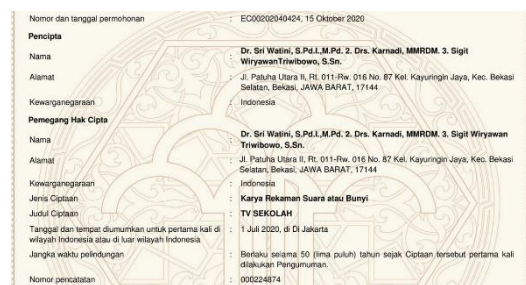 Nomor dan tanggal permohonan : EC00202040424, 15 Oktober 2020
Pencipta
Nama : Dr. Sri Watini, S.Pd.I.,M.Pd. 2. Drs. Karnadi, MMRDM. 3. Sigit
WiryawanTriwibowo, S.Sn.
Alamat : Jl. Patuha Utara II, Rt. 011-Rw. 016 No. 87 Kel. Kayuringin Jaya, Kec. Bekasi
Selatan, Bekasi, JAWA BARAT, 17144
Kewarganegaraan : Indonesia
Pemegang Hak Cipta
Nama : Dr. Sri Watini, S.Pd.I.,M.Pd. 2. Drs. Karnadi, MMRDM. 3. Sigit Wiryawan
Triwibowo, S.Sn.
Alamat : Jl. Patuha Utara II, Rt. 011-Rw. 016 No. 87 Kel. Kayuringin Jaya, Kec. Bekasi
Selatan, Bekasi, JAWA BARAT, 17144
Kewarganegaraan : Indonesia
Jenis Ciptaan : Karya Rekaman Suara atau Bunyi
Judul Ciptaan : TV SEKOLAH
Tanggal dan tempat diumumkan untuk pertama kali di : 1 Juli 2020, di Di Jakarta
wilayah Indonesia atau di luar wilayah Indonesia
Jangka waktu pelindungan : Berlaku selama 50 (lima puluh) tahun sejak Ciptaan tersebut pertama kali
dilakukan Pengumuman.
Nomor pencatatan : 000224874